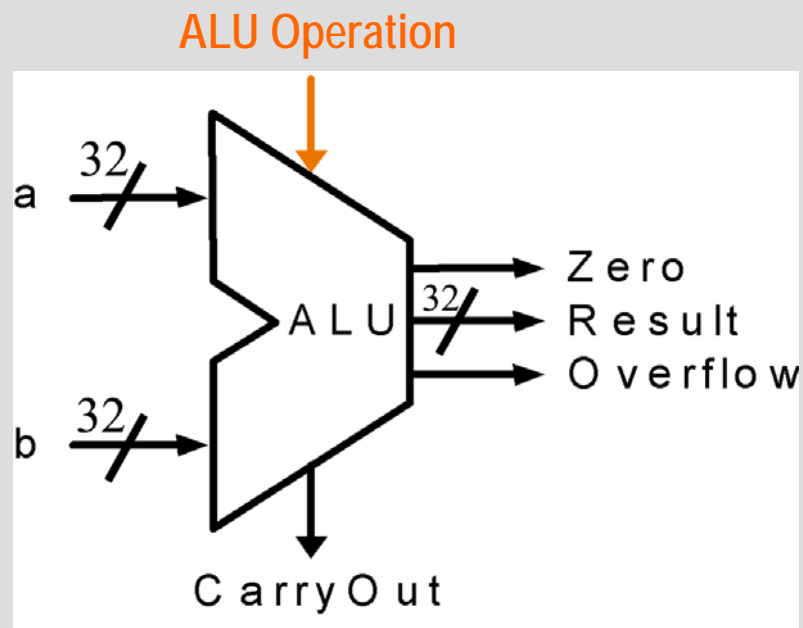 ALU Operation
32
a
Zero
32
ALU
Result
Overflow
32
b
CarryOut